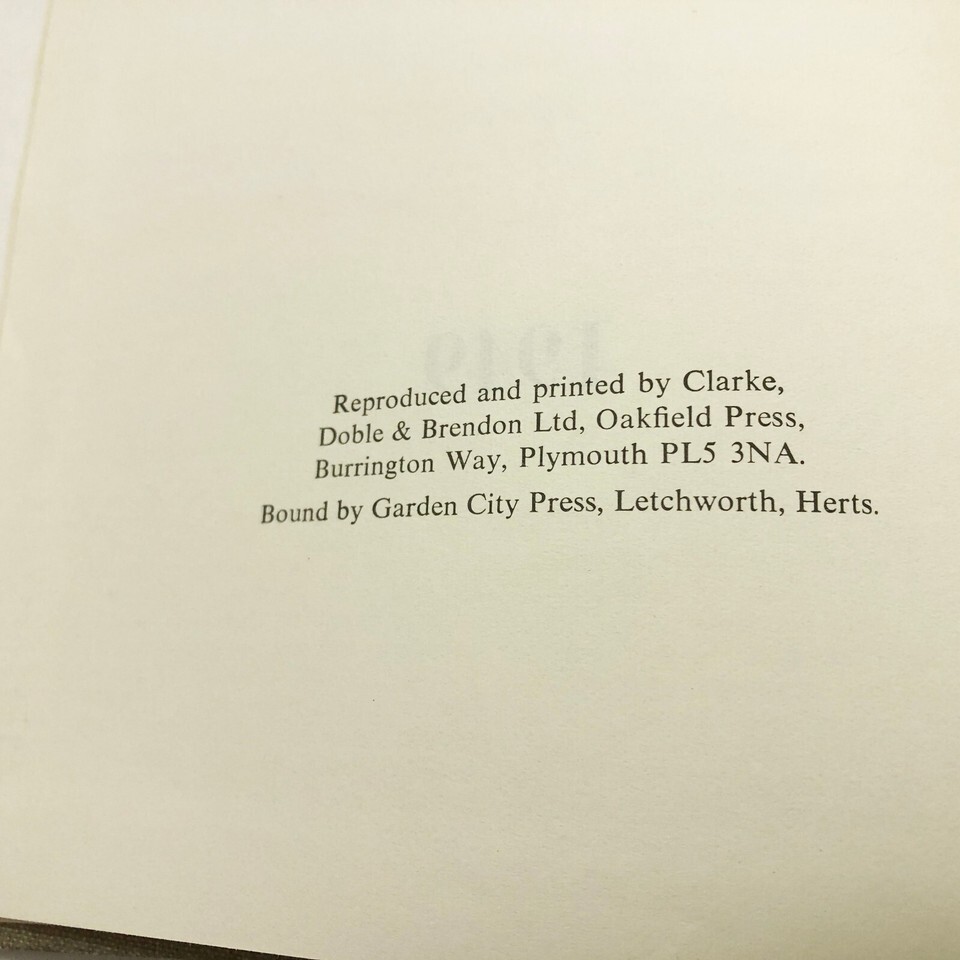 Reproduced and printed by Clarke,
Doble & Brendon Ltd, Oakfield Press,
Burrington Way, Plymouth PL5 3NA.
Bound by Garden City Press, Letchworth, Herts.